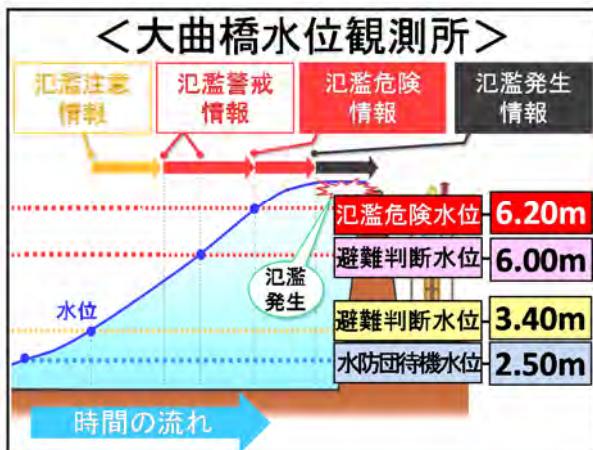 ＜大曲橋水位観測所＞
氾濫注意
情報
氾濫警戒
情報
氾濫危険
情報
氾濫発生
情報
氾濫危険水位 6.20m
避難判断水位 6.00m
氾濫
発生
水位
避難判断水位 3.40m
水防団待機水位 2.50m
時間の流れ